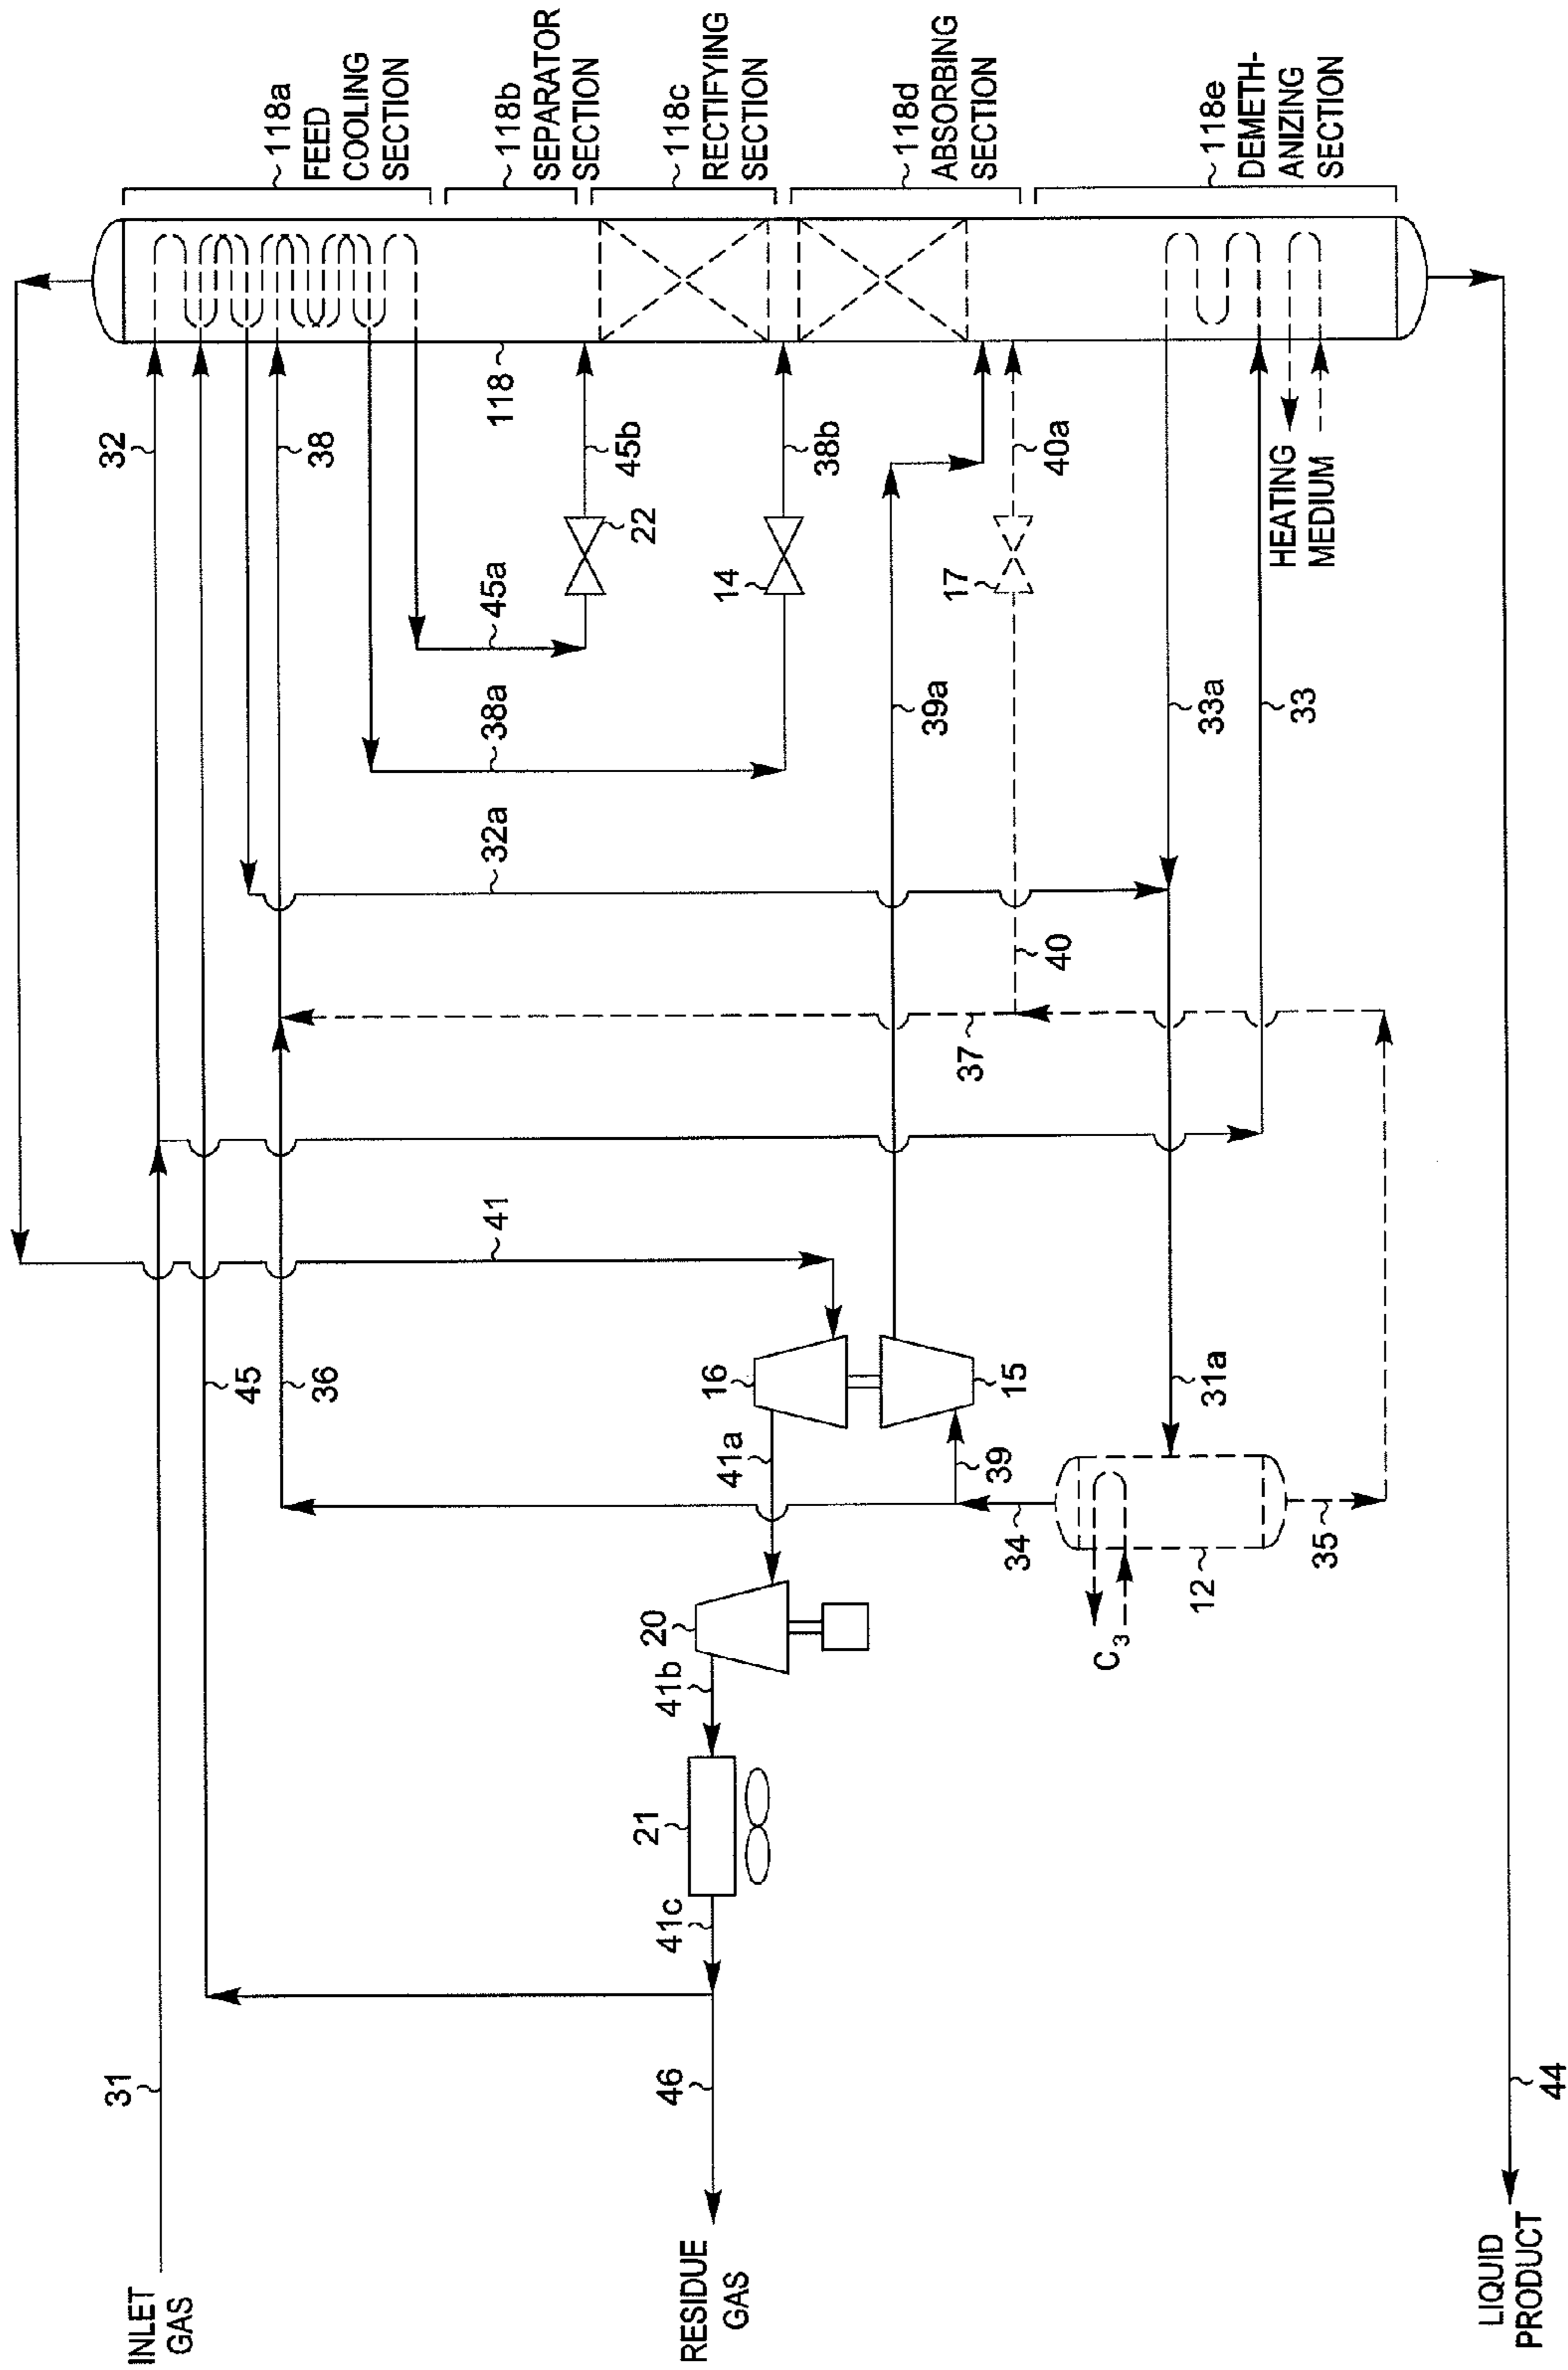 118a
FEED
COOLING
SECTION
118b
SEPARATOR
SECTION
118c
RECTIFYING
SECTION
118d
ABSORBING
SECTION
118e
DEMETH-
ANIZING
SECTION
32
38
118
45b
22
45a
14
38b
38a
17
40a
39a
HEATING
MEDIUM
33a
33
32a
40
37
41
45
36
16
15
31a
41a
39
34
12
35
C3
20
41b
21
41c
31
46
44
INLET
GAS
RESIDUE
GAS
LIQUID
PRODUCT